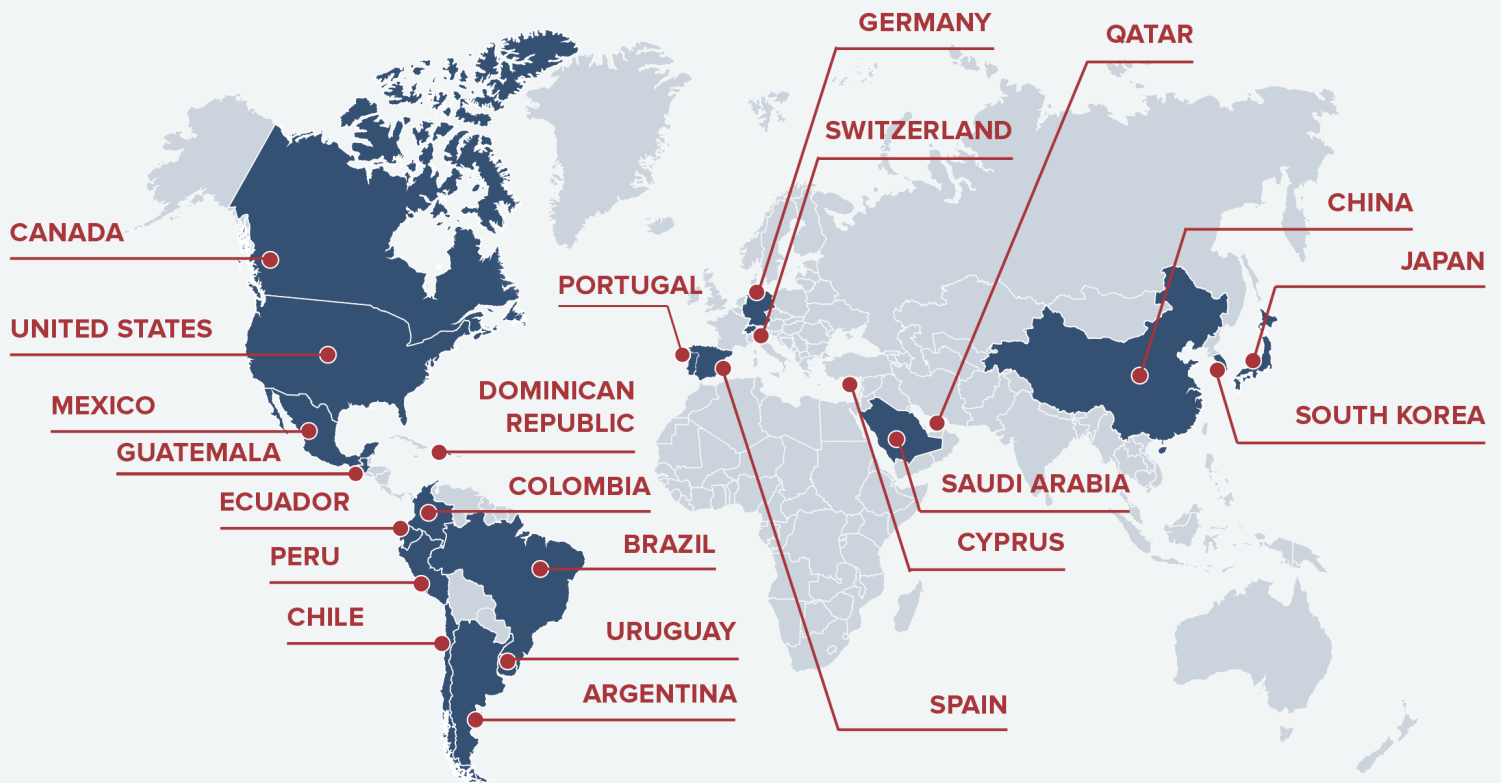 GERMANY
QATAR
SWITZERLAND
CHINA
CANADA
JAPAN
PORTUGAL
UNITED STATES
DOMINICAN
REPUBLIC
MEXICO
SOUTH KOREA
GUATEMALA
COLOMBIA
SAUDI ARABIA
ECUADOR
BRAZIL
CYPRUS
PERU
CHILE
URUGUAY
ARGENTINA
SPAIN